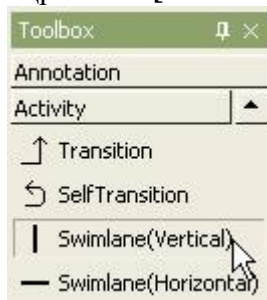 Toolbox
Annotation
Activity
Transition
SelfTransition
Swimlane(Vertical)
Swimlane(Horizontal)